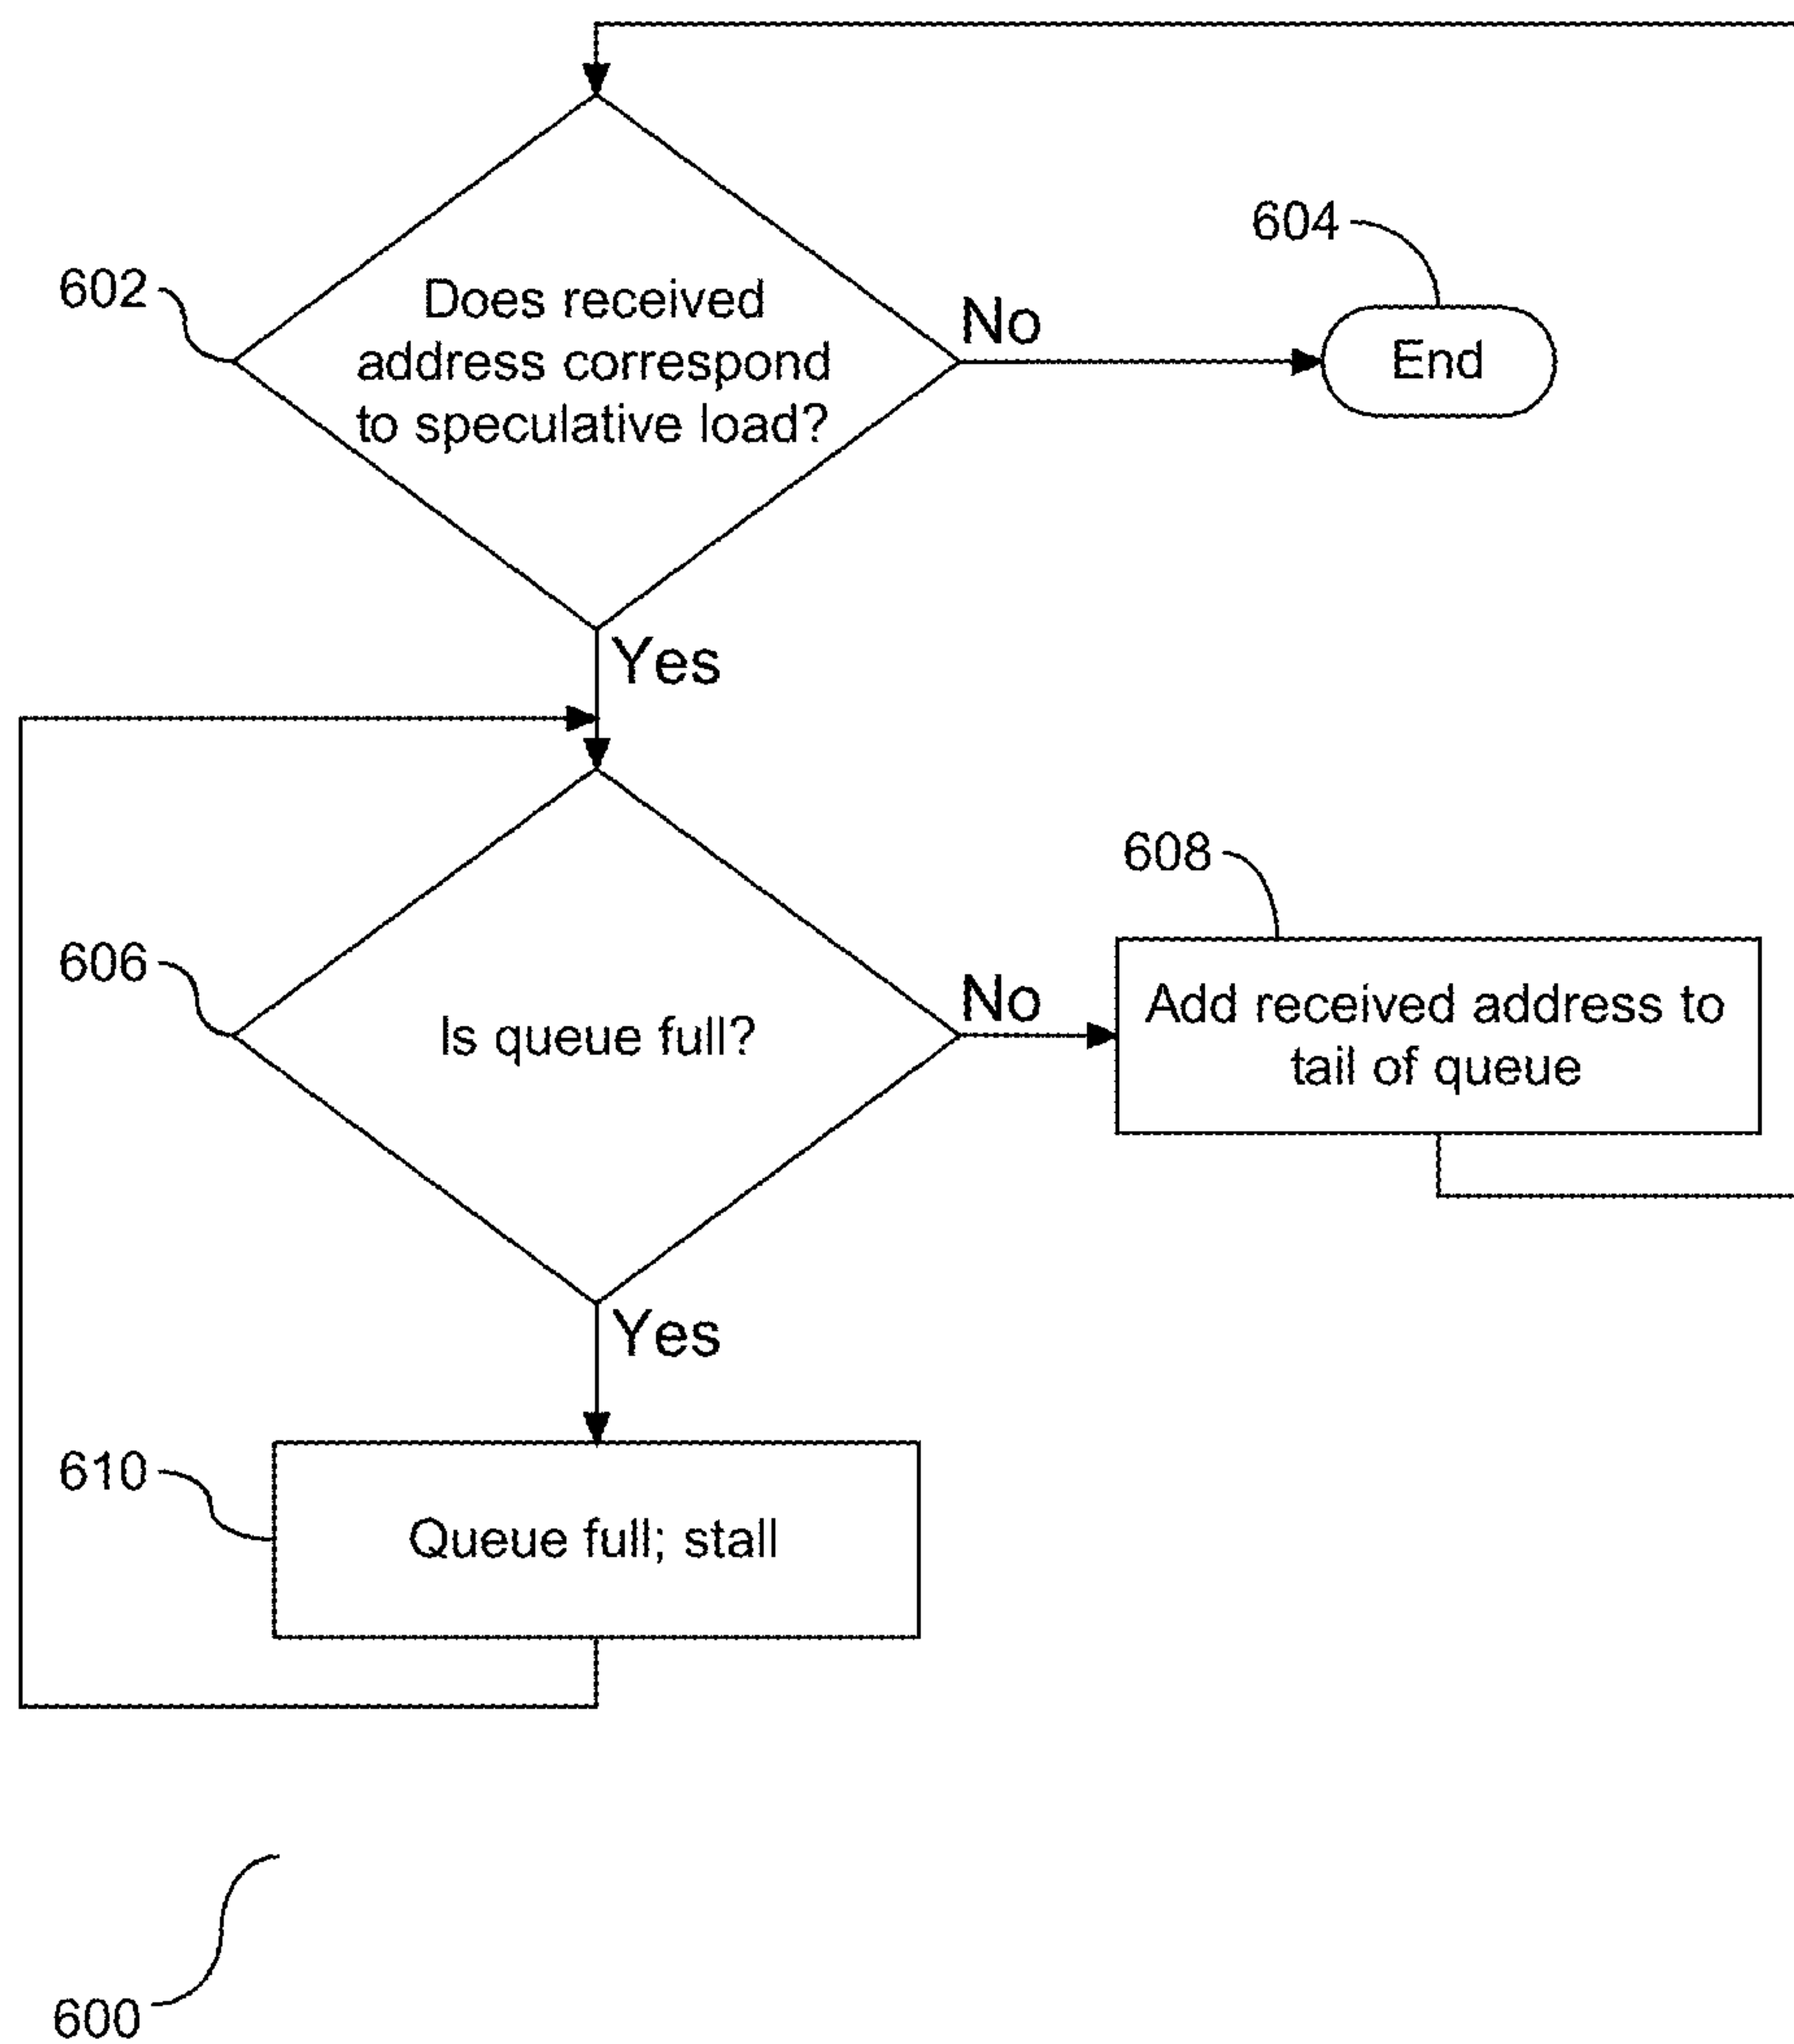 604
602
Does received
address correspond
to speculative load?
No
End
Yes
608
606
Is queue full?
No
Add received address to
tail of queue
Yes
610
Queue full; stall
600